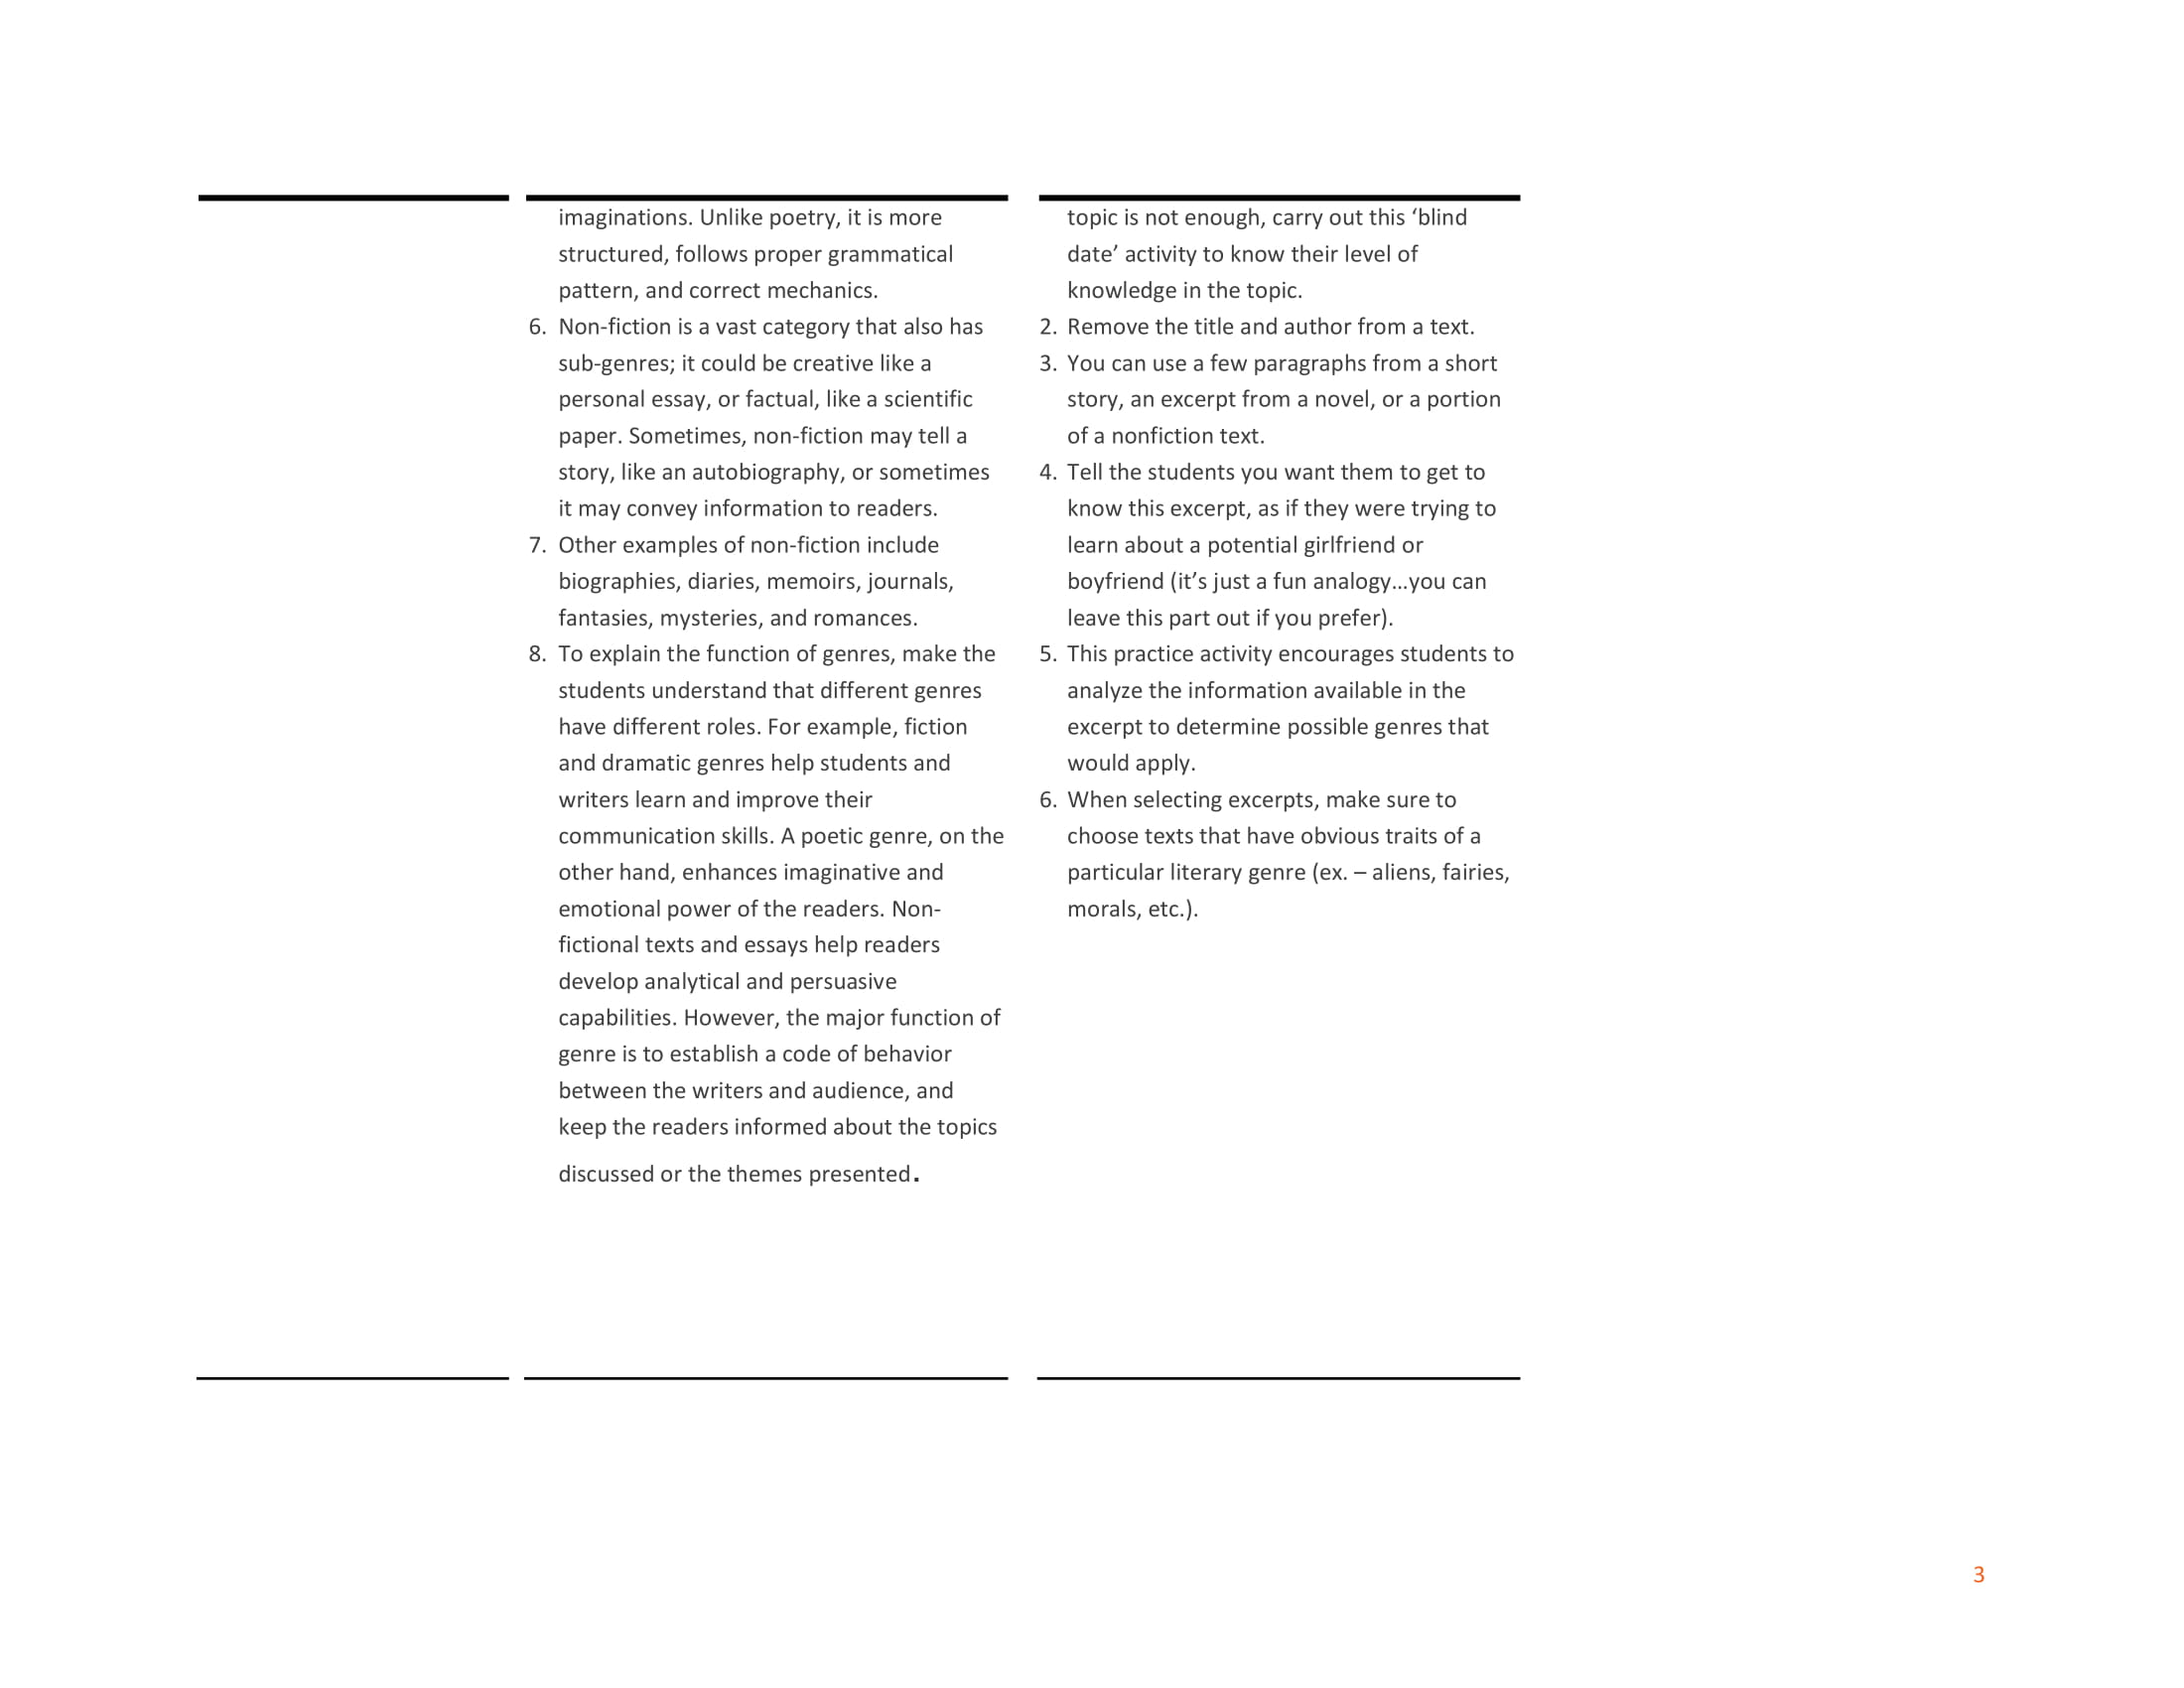 imaginations. Unlike poetry, it is more
structured, follows proper grammatical
pattern, and correct mechanics.
6. Non-fiction is a vast category that also has
sub-genres; it could be creative like a
personal essay, or factual, like a scientific
paper. Sometimes, non-fiction may tell a
story, like an autobiography, or sometimes
it may convey information to readers.
7. Other examples of non-fiction include
biographies, diaries, memoirs, journals,
fantasies, mysteries, and romances.
8. To explain the function of genres, make the
students understand that different genres
have different roles. For example, fiction
and dramatic genres help students and
writers learn and improve their
communication skills. A poetic genre, on the
other hand, enhances imaginative and
emotional power of the readers. Non-
fictional texts and essays help readers
develop analytical and persuasive
capabilities. However, the major function of
genre is to establish a code of behavior
between the writers and audience, and
keep the readers informed about the topics
discussed or the themes presented.
topic is not enough, carry out this ‘blind
date’ activity to know their level of
knowledge in the topic.
2. Remove the title and author from a text.
3. You can use a few paragraphs from a short
story, an excerpt from a novel, or a portion
of a nonfiction text.
4. Tell the students you want them to get to
know this excerpt, as if they were trying to
learn about a potential girlfriend or
boyfriend (it’s just a fun analogy…you can
leave this part out if you prefer).
5. This practice activity encourages students to
analyze the information available in the
excerpt to determine possible genres that
would apply.
6. When selecting excerpts, make sure to
choose texts that have obvious traits of a
particular literary genre (ex. – aliens, fairies,
morals, etc.).
3